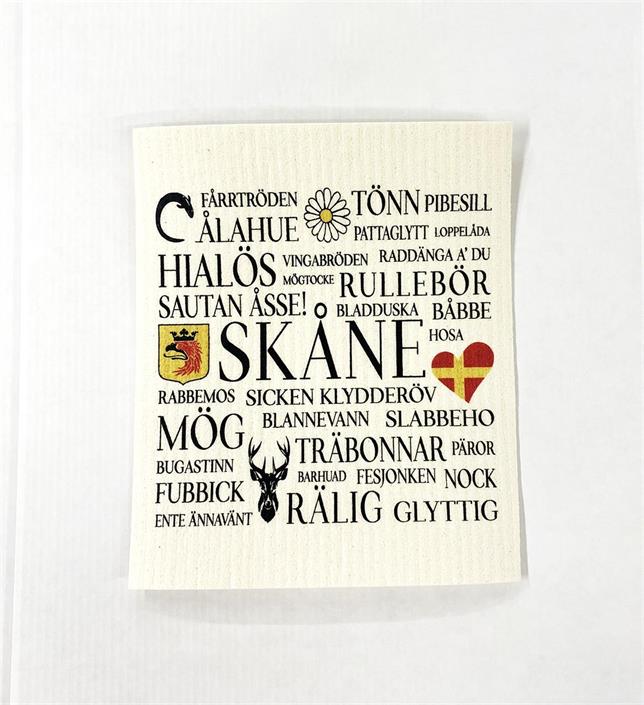 FÅRRTRÖDEN TÖNN PIBESILL
ÅLAHUE PATTAGLYTT LOPPELÅDA
HIALÖS VINGABRÖDEN RADDÄNGA A' DU
MÖGTOCKE RULLEBÖR
SAUTAN ÅSSE! BLADDUSKA BÅBBE
SKÅNE HOSA
RABBEMOS SICKEN KLYDDERÖV
MÖG BLANNEVANN SLABBEHO
TRÄBONNAR PÄROR
BUGASTINN BARHUAD FESJONKEN NOCK
FUBBICK
ENTE ÄNNAVÄNT RÄLIG GLYTTIG